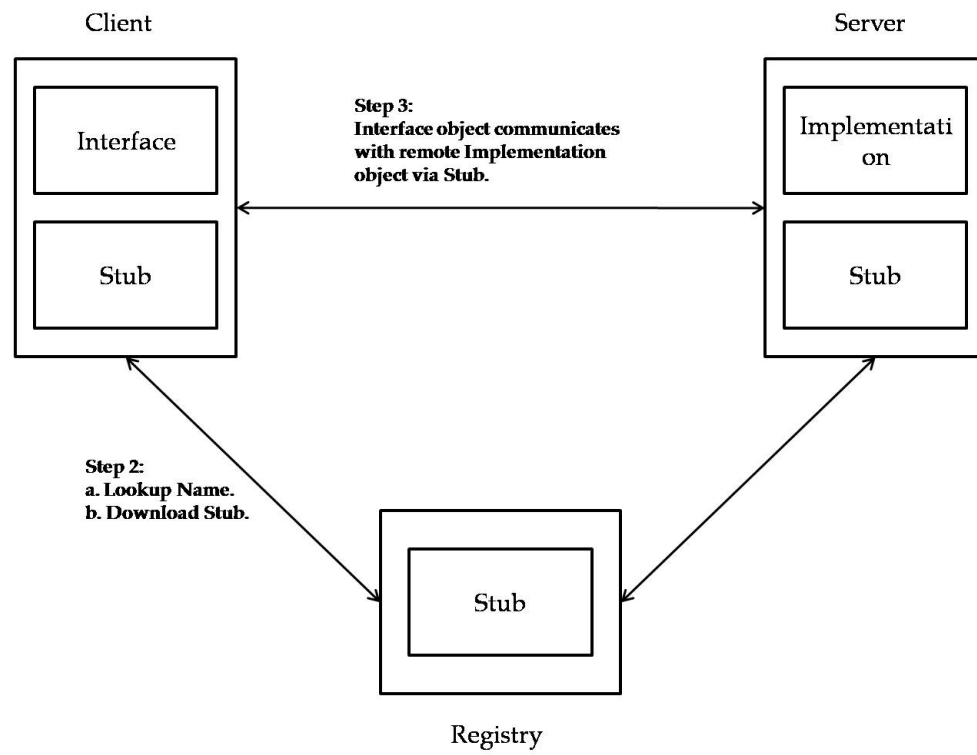 Client
Server
Interface
Stub
Step 3:
Interface object communicates
with remote Implementation
object via Stub.
Implementati
on
Stub
Step 2:
a. Lookup Name.
b. Download Stub.
Stub
Registry